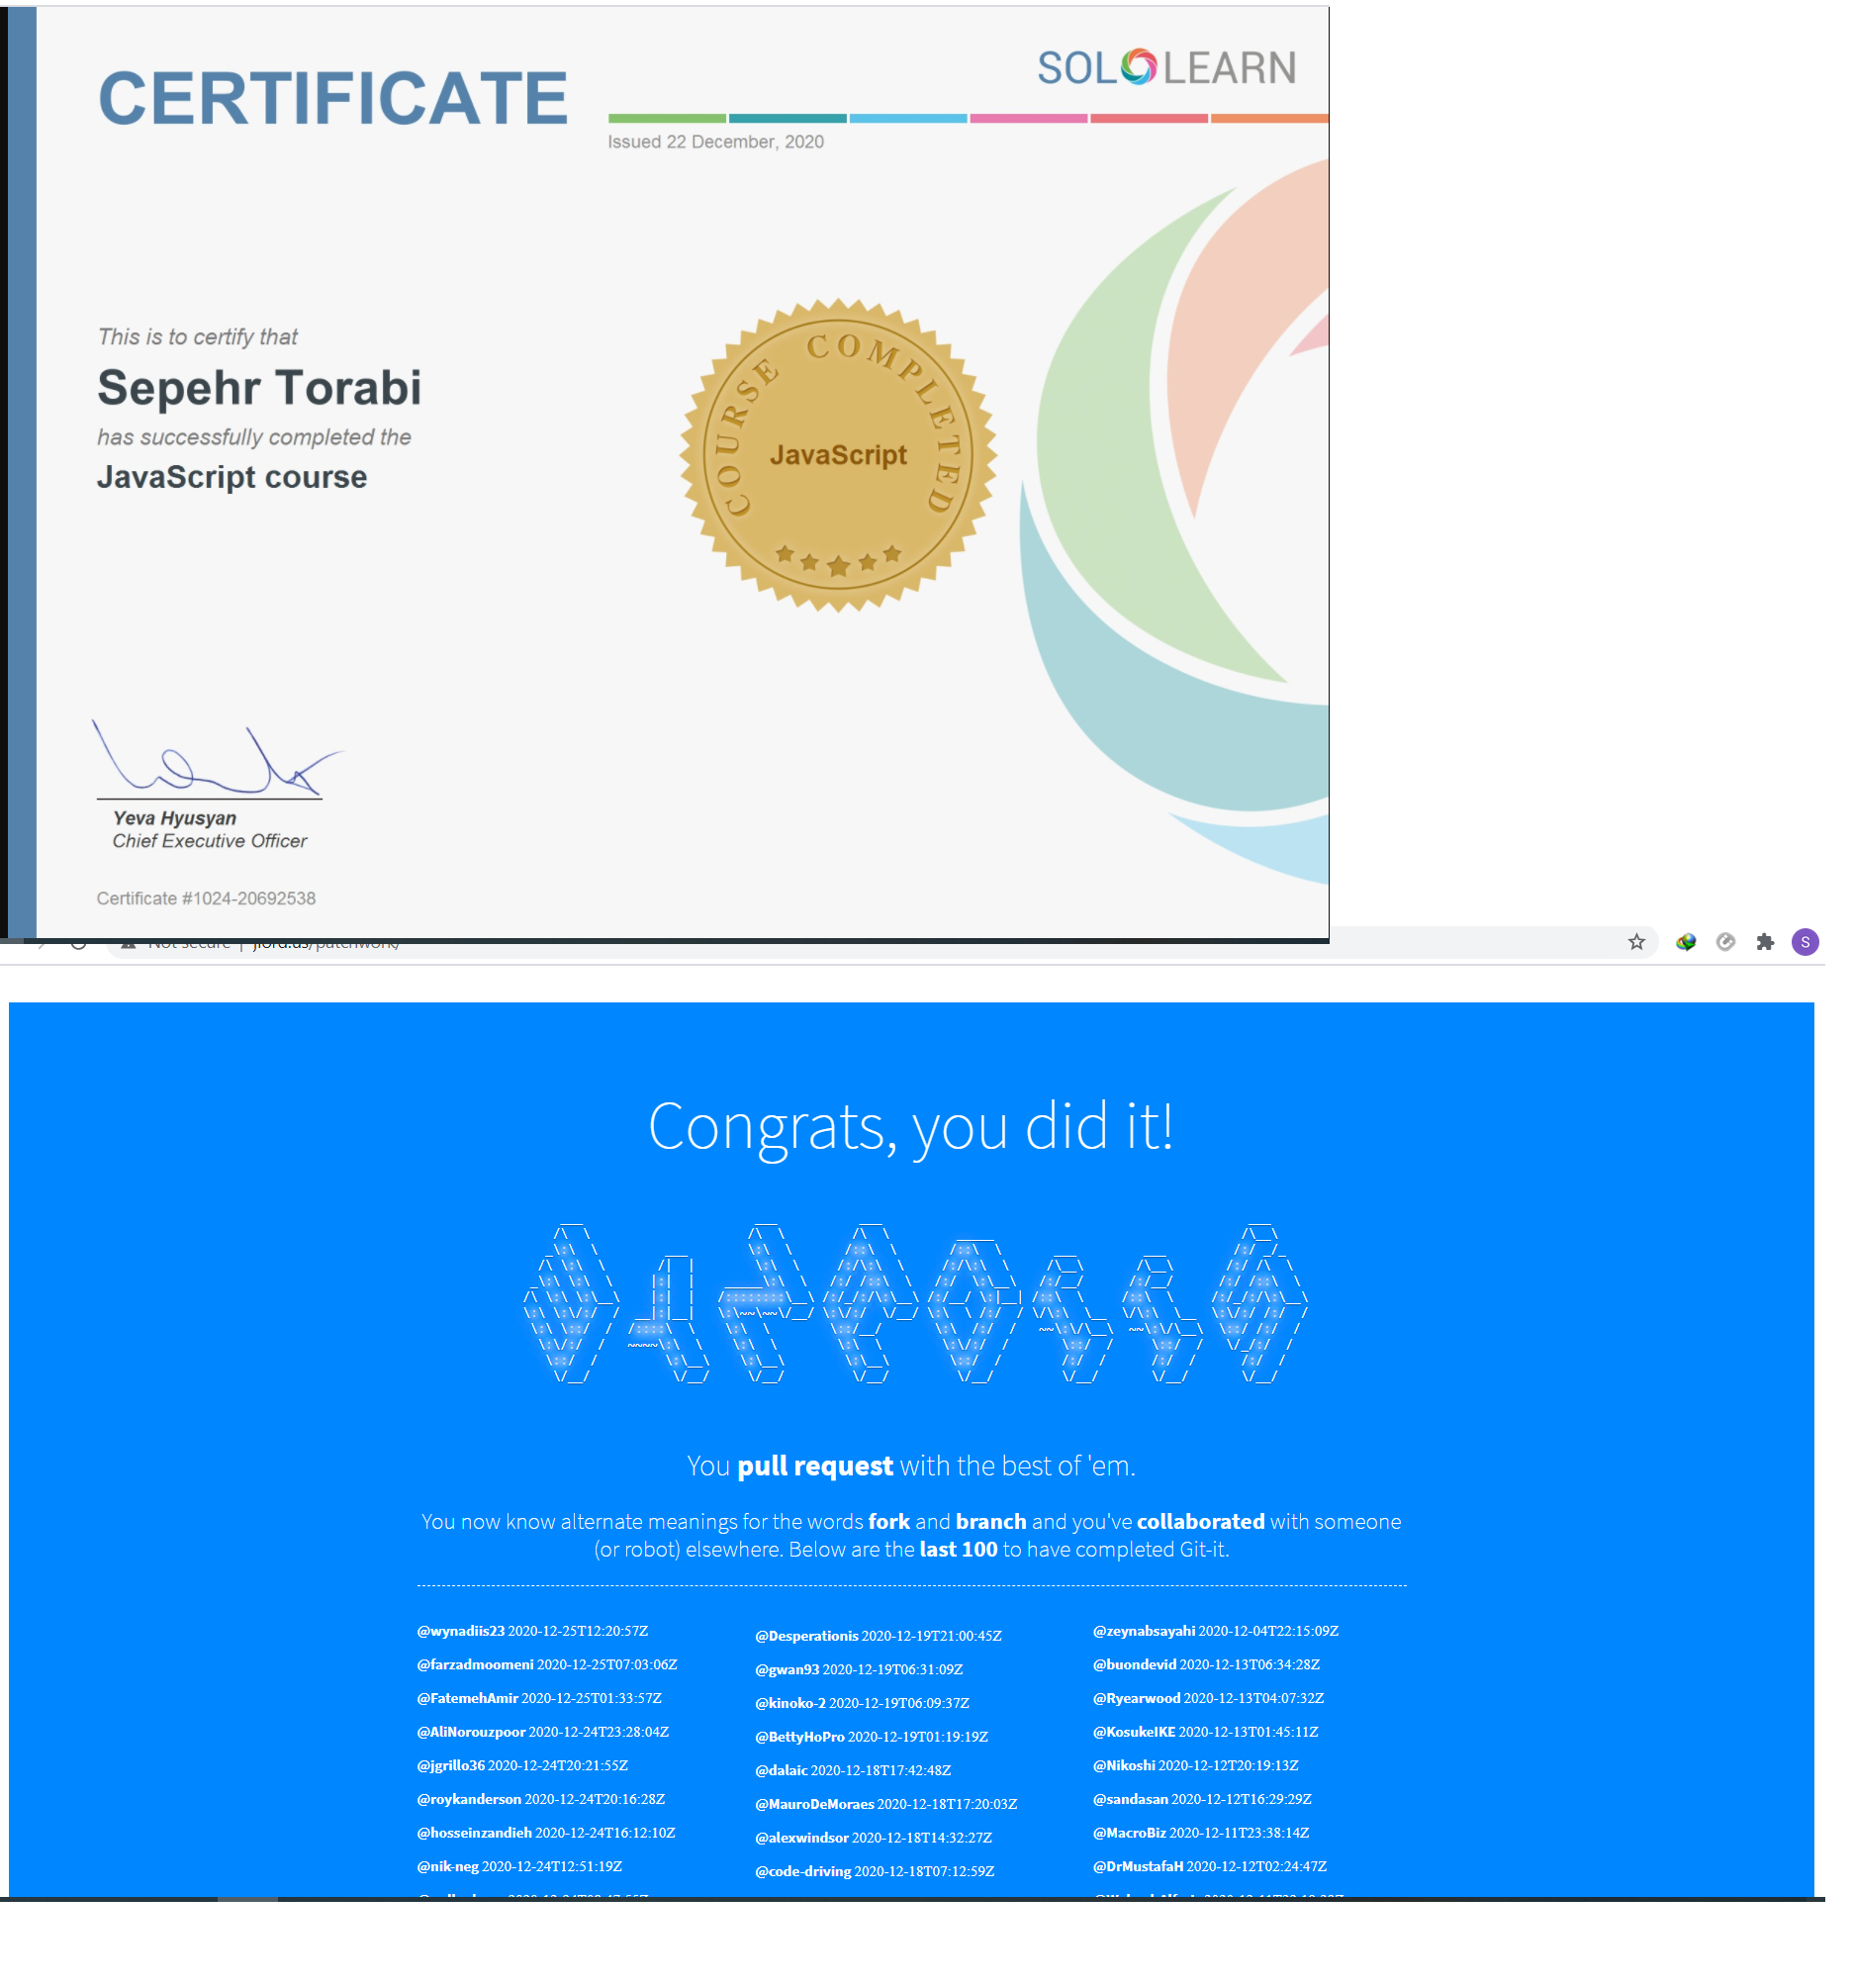 CERTIFICATE
SOLOLEARN
Issued 22 December, 2020
This is to certify that
Sepehr Torabi
has successfully completed the
JavaScript course
COURSE COMPLETED
JavaScript
Yeva Hyusyan
Chief Executive Officer
Certificate #1024-20692538
Not secure | jlord.us/patchwork/
S
Congrats, you did it!
You pull request with the best of 'em.
You now know alternate meanings for the words fork and branch and you've collaborated with someone
(or robot) elsewhere. Below are the last 100 to have completed Git-it.
@wynadiis23 2020-12-25T12:20:57Z
@farzadmoomeni 2020-12-25T07:03:06Z
@FatemehAmir 2020-12-25T01:33:57Z
@AliNorouzpoor 2020-12-24T23:28:04Z
@jgrillo36 2020-12-24T20:21:55Z
@roykanderson 2020-12-24T20:16:28Z
@hosseinzandieh 2020-12-24T16:12:10Z
@nik-neg 2020-12-24T12:51:19Z
@Desperationis 2020-12-19T21:00:45Z
@gwan93 2020-12-19T06:31:09Z
@kinoko-2 2020-12-19T06:09:37Z
@BettyHoPro 2020-12-19T01:19:19Z
@dalaic 2020-12-18T17:42:48Z
@MauroDeMoraes 2020-12-18T17:20:03Z
@alexwindsor 2020-12-18T14:32:27Z
@code-driving 2020-12-18T07:12:59Z
@zeynabsayahi 2020-12-04T22:15:09Z
@buondevid 2020-12-13T06:34:28Z
@Ryearwood 2020-12-13T04:07:32Z
@KosukeIKE 2020-12-13T01:45:11Z
@Nikoshi 2020-12-12T20:19:13Z
@sandasan 2020-12-12T16:29:29Z
@MacroBiz 2020-12-11T23:38:14Z
@DrMustafaH 2020-12-12T02:24:47Z